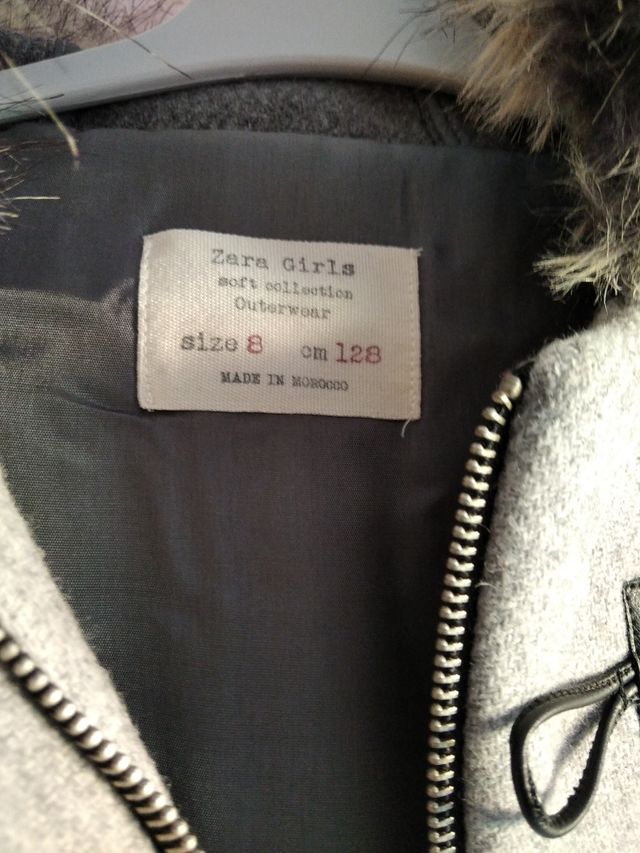 Zara Girls
soft collection
Outerwear
size 8 cm 128
MADE IN MOROCCO